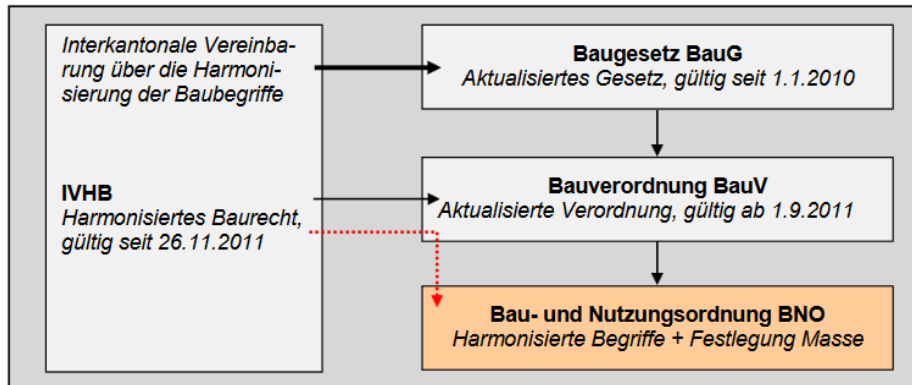 Interkantonale Vereinba-
rung über die Harmoni-
sierung der Baubegriffe
IVHB
Harmonisiertes Baurecht,
gültig seit 26.11.2011
Baugesetz BauG
Aktualisiertes Gesetz, gültig seit 1.1.2010
Bauverordnung BauV
Aktualisierte Verordnung, gültig ab 1.9.2011
Bau- und Nutzungsordnung BNO
Harmonisierte Begriffe + Festlegung Masse